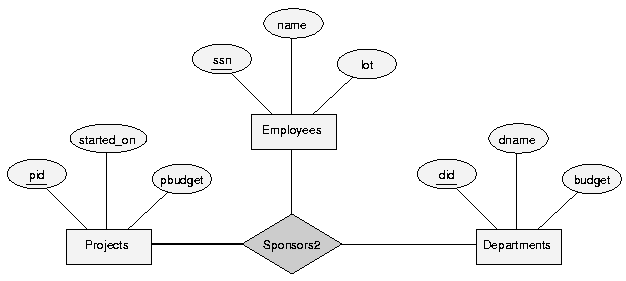 name
ssn
lot
Employees
started_on
dname
pid
pbudget
did
budget
Projects
Sponsors2
Departments